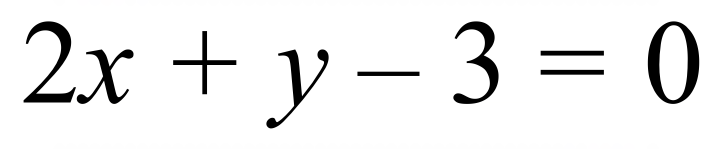 2x + y – 3 = 0